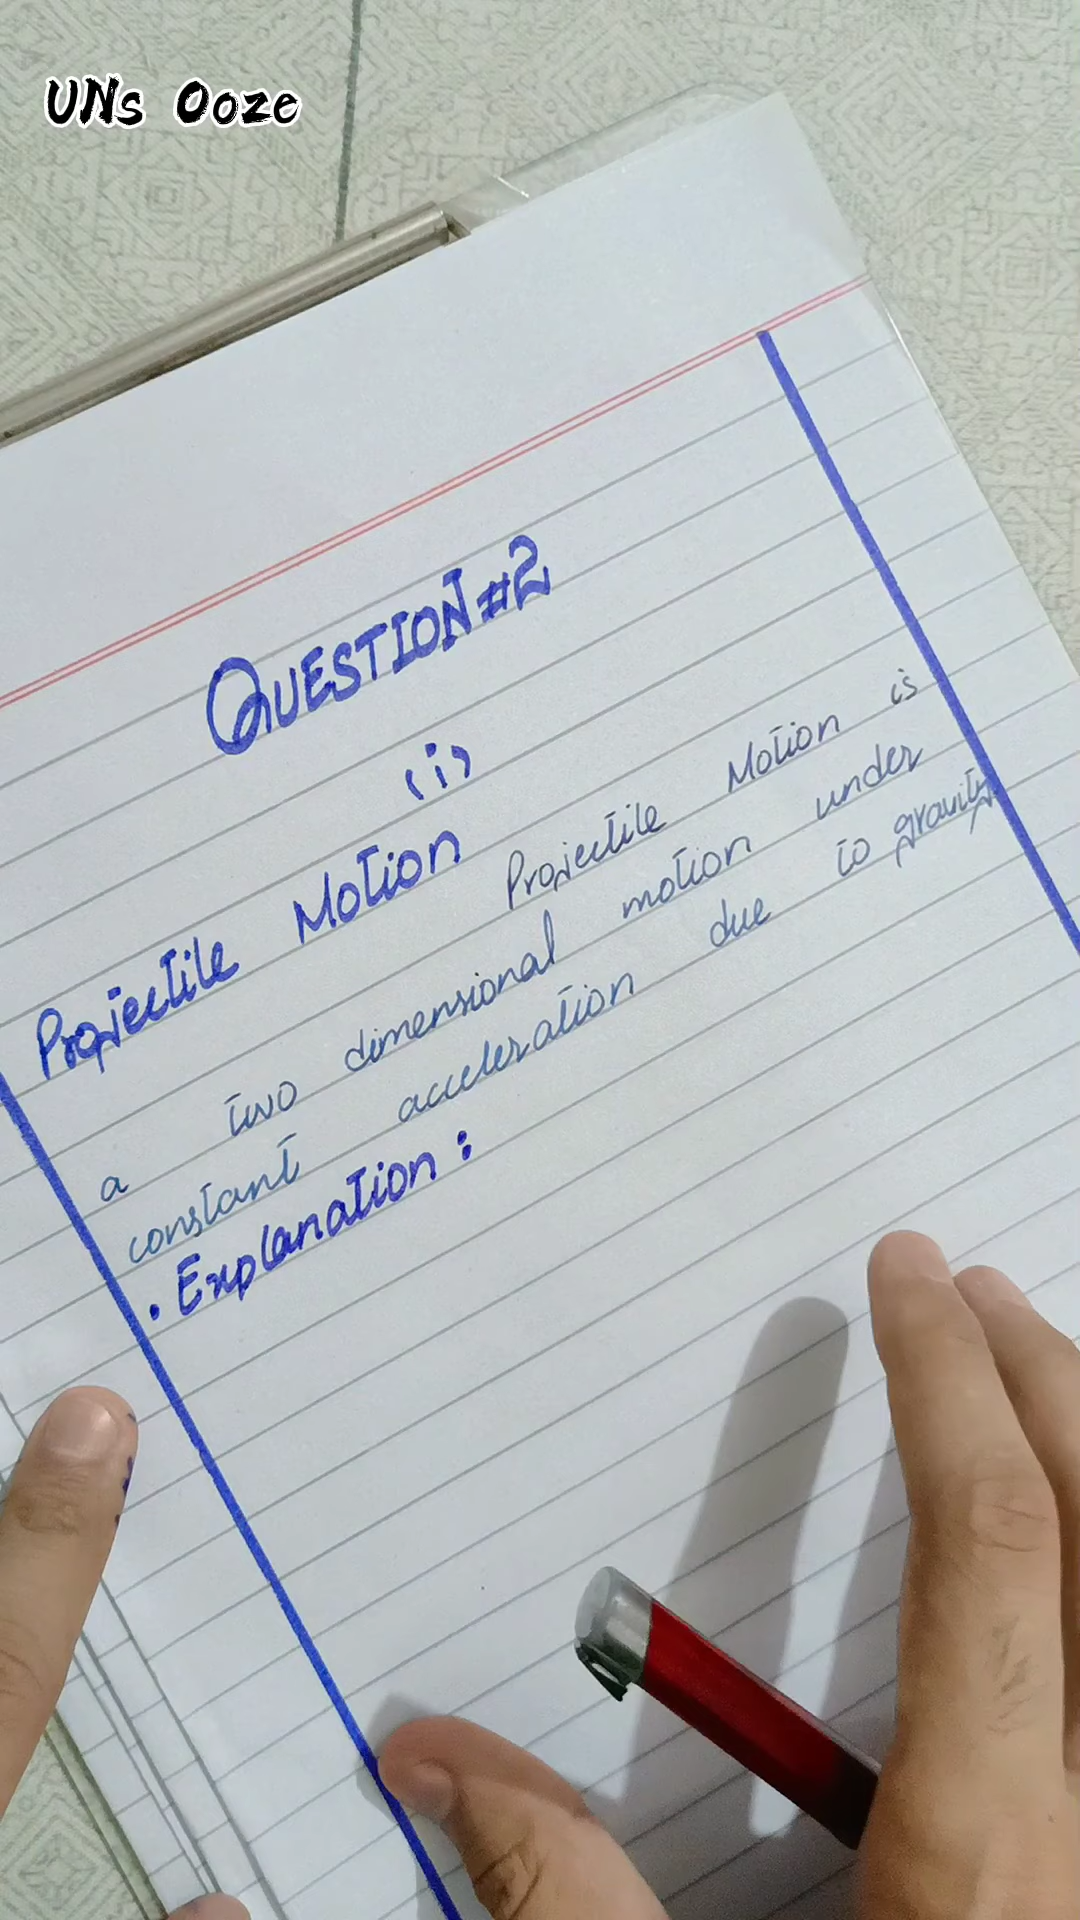 UNs Ooze
QUESTION#2
(i)
Projectile Motion Projectile Motion is
a two dimensional motion under
constant acceleration due to gravity
• Explanation :